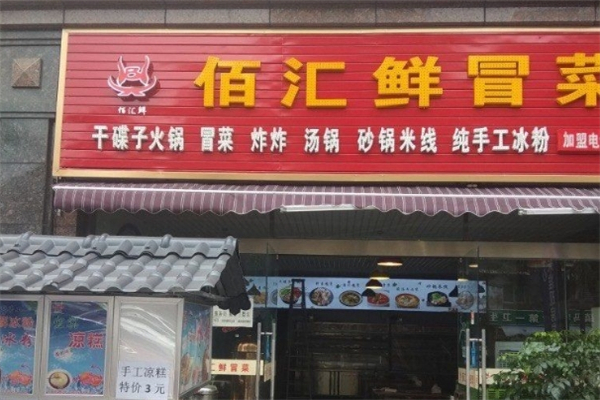 佰汇鲜冒菜
佰汇鲜
干碟子火锅 冒菜 炸炸 汤锅 砂锅米线 纯手工冰粉
加盟电
凉糕
手工凉糕
特价3元
鲜冒菜